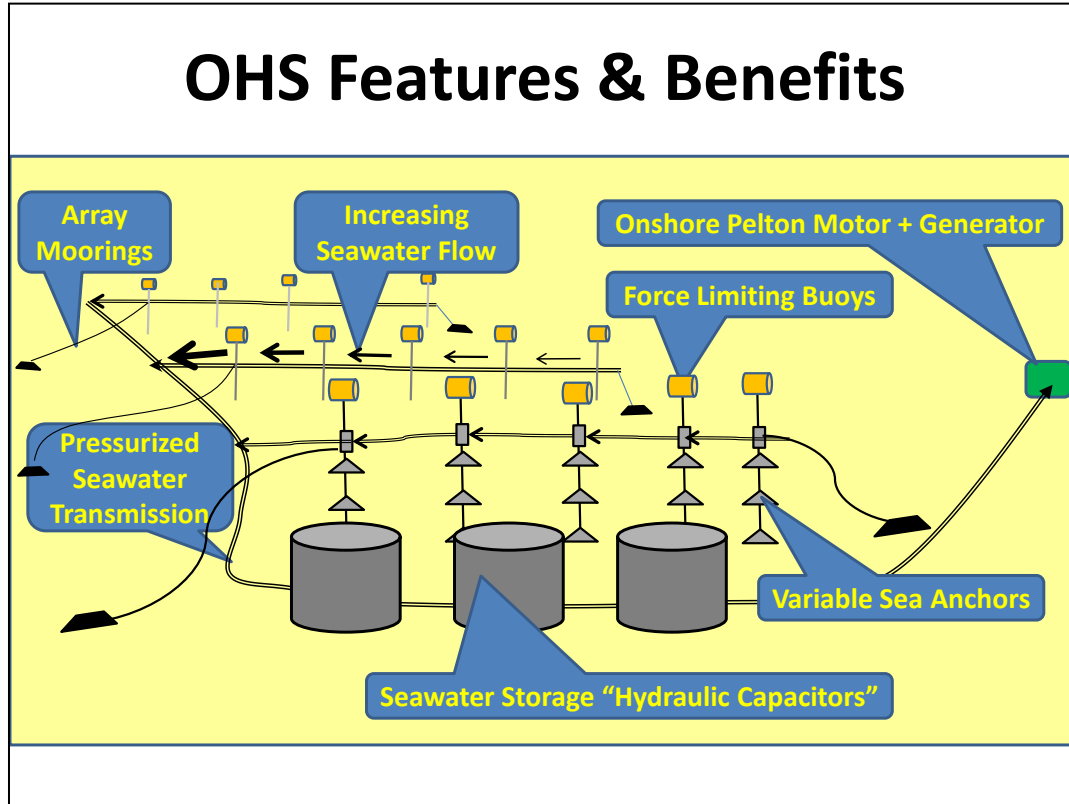 OHS Features & Benefits
Array
Moorings
Increasing
Seawater Flow
Onshore Pelton Motor + Generator
Force Limiting Buoys
Pressurized
Seawater
Transmission
Variable Sea Anchors
Seawater Storage “Hydraulic Capacitors”